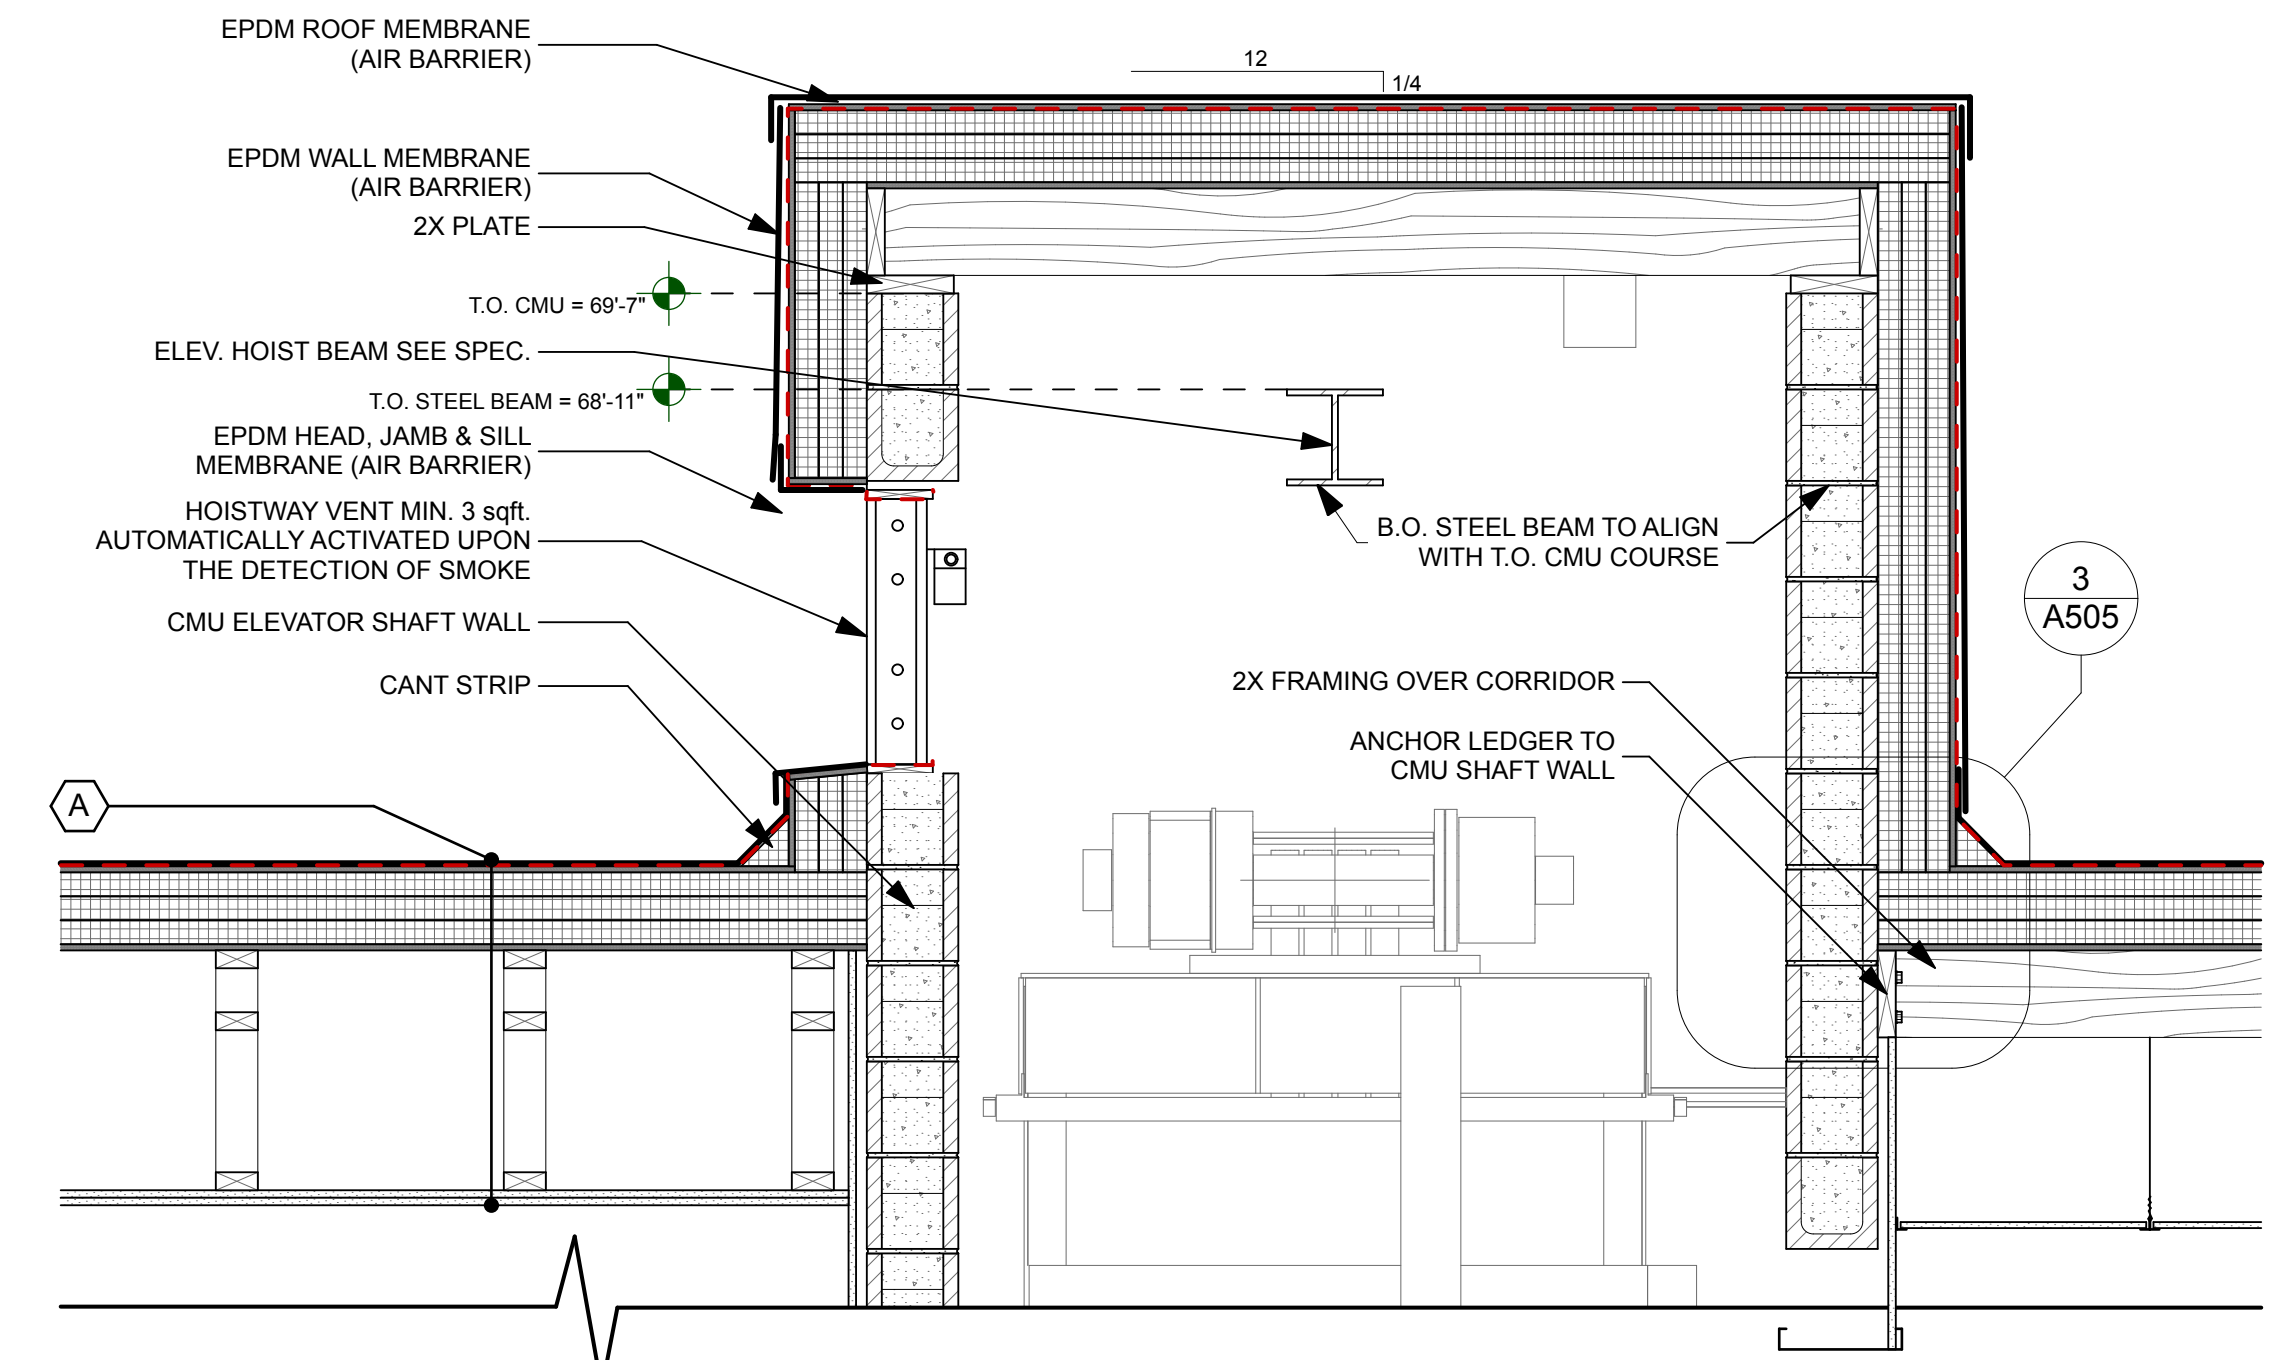 EPDM ROOF MEMBRANE
(AIR BARRIER)
12
1/4
EPDM WALL MEMBRANE
(AIR BARRIER)
2X PLATE
T.O. CMU = 69'-7"
ELEV. HOIST BEAM SEE SPEC.
T.O. STEEL BEAM = 68'-11"
EPDM HEAD, JAMB & SILL
MEMBRANE (AIR BARRIER)
HOISTWAY VENT MIN. 3 sqft.
AUTOMATICALLY ACTIVATED UPON
THE DETECTION OF SMOKE
B.O. STEEL BEAM TO ALIGN
WITH T.O. CMU COURSE
3
A505
CMU ELEVATOR SHAFT WALL
CANT STRIP
2X FRAMING OVER CORRIDOR
ANCHOR LEDGER TO
CMU SHAFT WALL
A